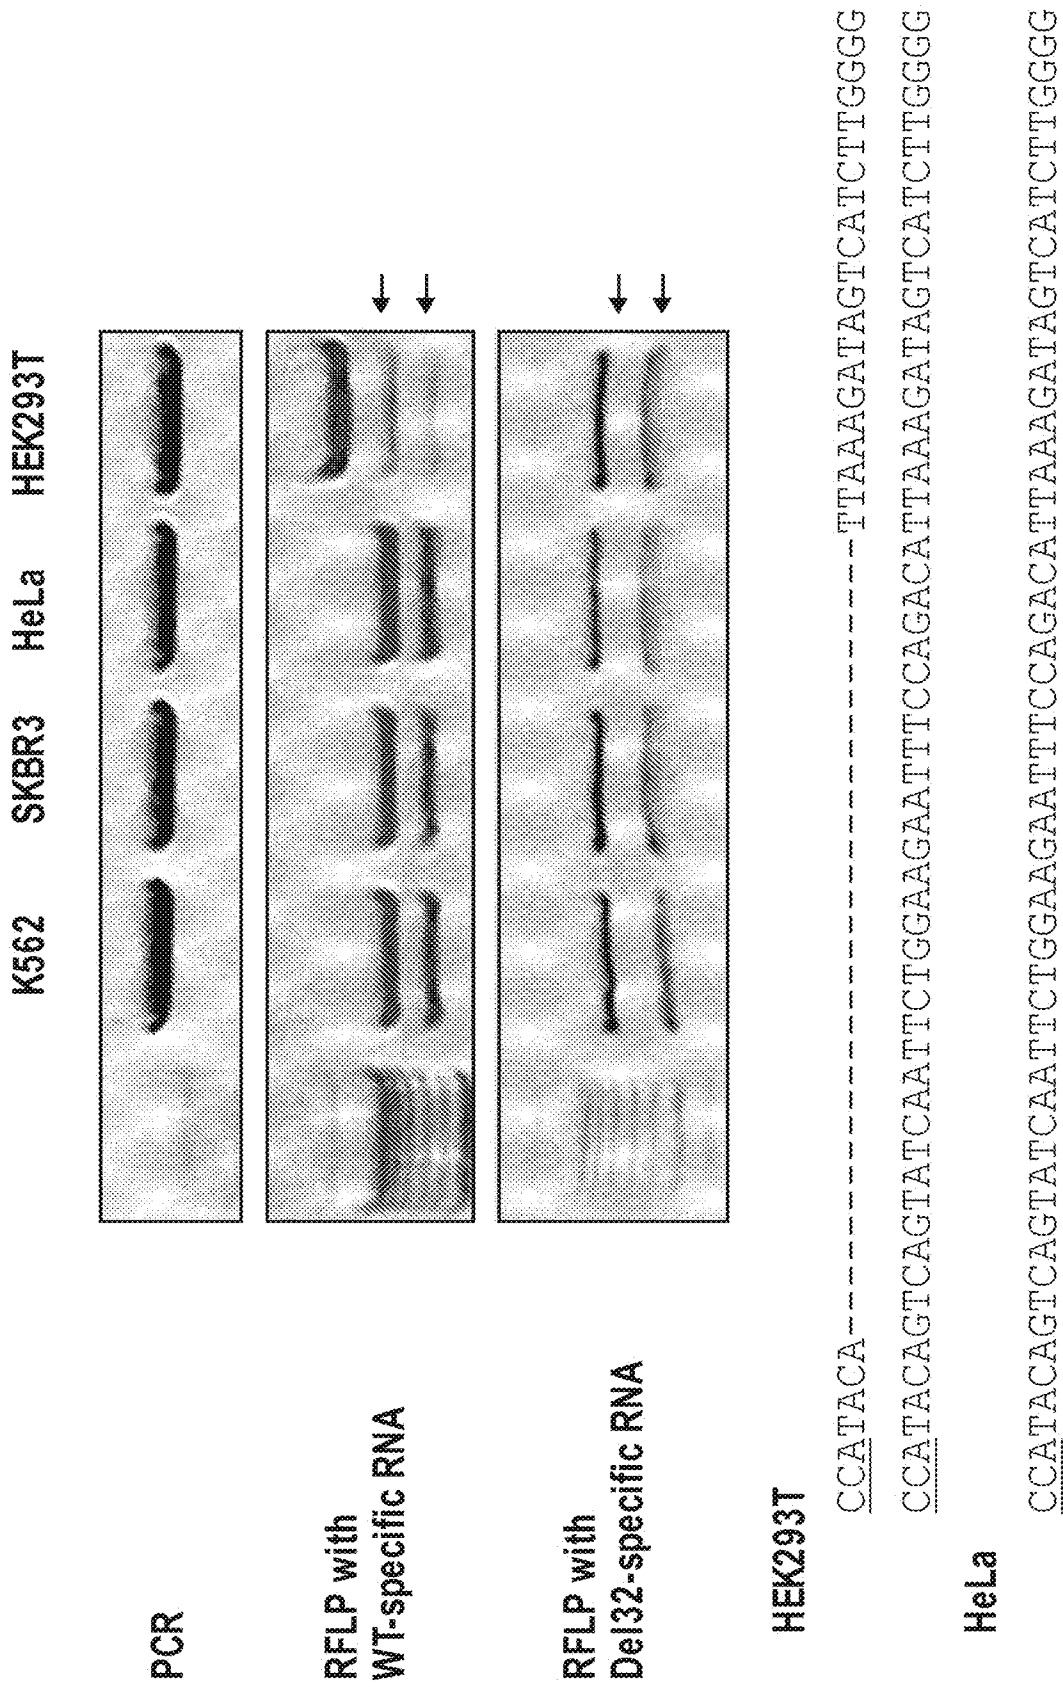 K562 SKBR3 HeLa HEK293T
PCR
RFLP with
WT-specific RNA
RFLP with
Del32-specific RNA
HEK293T
CCATACA--------------------------------TTAAAGATAGTCATCTTGGGG
CCATACAGTCAGTATCAATTCTGGAAGAATTTCCAGACATTAAAGATAGTCATCTTGGGG
HeLa
CCATACAGTCAGTATCAATTCTGGAAGAATTTCCAGACATTAAAGATAGTCATCTTGGGG